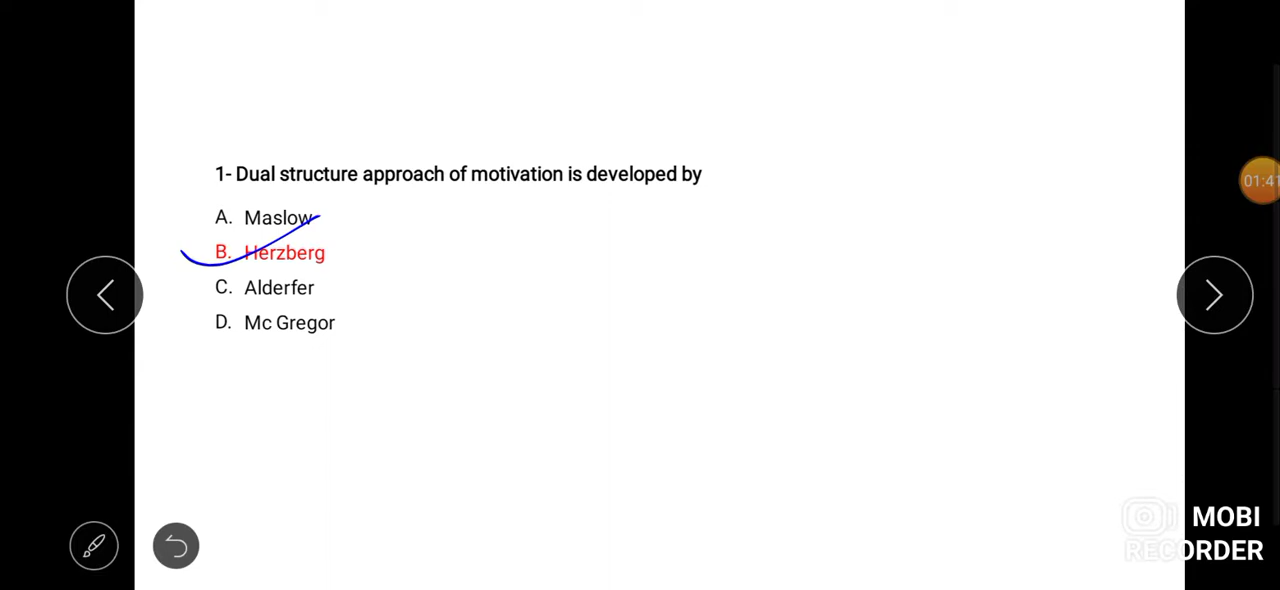 1- Dual structure approach of motivation is developed by
A. Maslow
B. Herzberg
C. Alderfer
D. Mc Gregor
01:41
MOBI
RECORDER